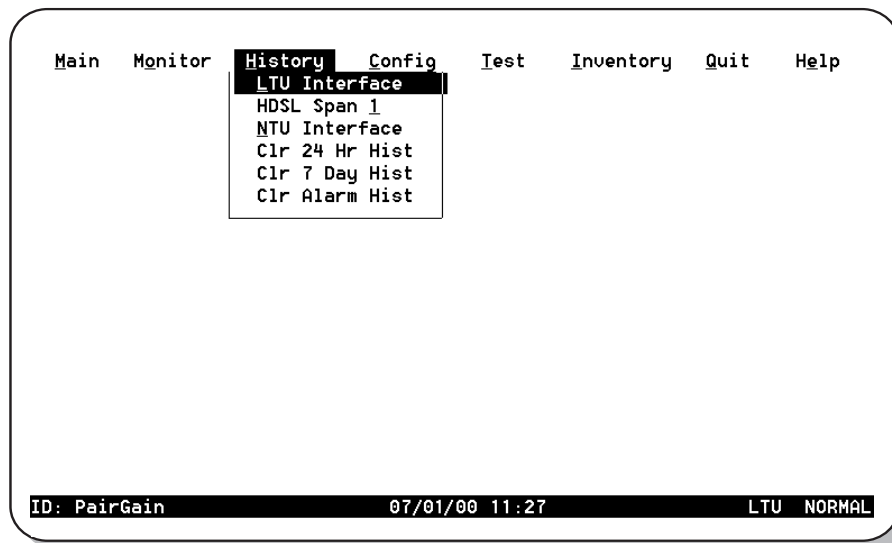 Main Monitor History Config Test Inventory Quit Help
LTU Interface
HDSL Span 1
NTU Interface
Clr 24 Hr Hist
Clr 7 Day Hist
Clr Alarm Hist
ID: PairGain 07/01/00 11:27 LTU NORMAL